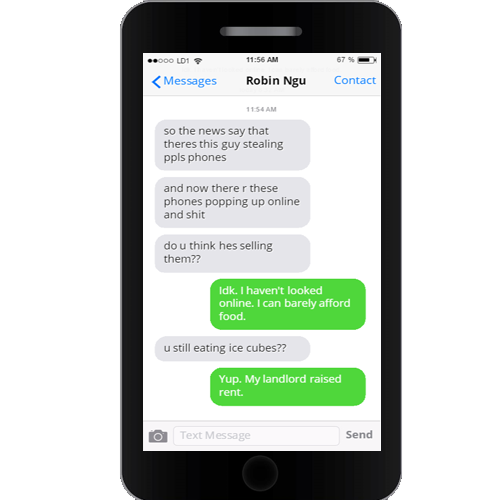 LD1 11:56 AM 67 %
Messages Robin Ngu Contact
11:54 AM
so the news say that
theres this guy stealing
ppls phones
and now there r these
phones popping up online
and shit
do u think hes selling
them??
Idk. I haven't looked
online. I can barely afford
food.
u still eating ice cubes??
Yup. My landlord raised
rent.
Text Message Send